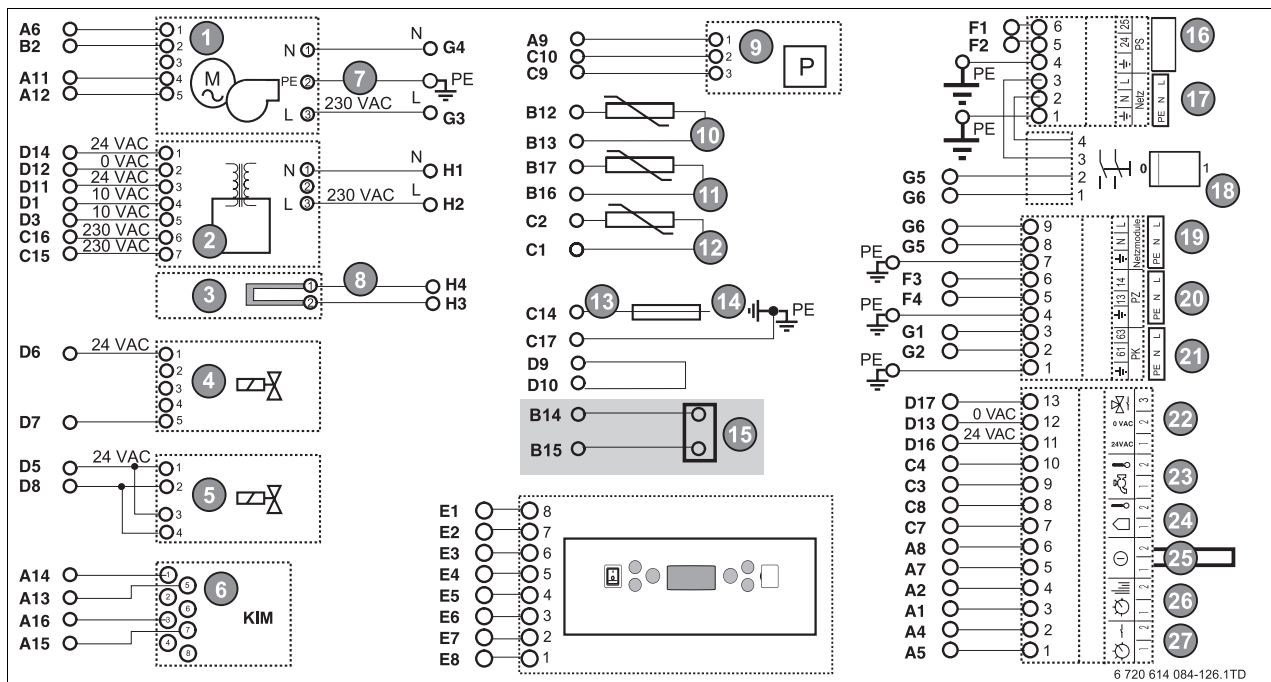 A6 1
B2 2
3
A11 4
A12 5
1
M
N 1 N G4
PE 2 7 PE
L 3 230 VAC L G3
D14 24 VAC 1
D12 0 VAC 2
D11 24 VAC 3
D1 10 VAC 4
D3 10 VAC 5
C16 230 VAC 6
C15 230 VAC 7
2
N 1 N H1
2
L 3 230 VAC L H2
3
1 8 H4
2 H3
D6 24 VAC 1
2
3
4
D7 5
4
D5 24 VAC 1
D8 2
3
4
5
A14 1
A13 5
2
6
A16 3
A15 7
4
8
6
KIM
A9 1
C10 2
C9 3
9
P
B12
B13
10
B17
B16
11
C2
C1
12
C14 13 14 PE
C17
D9
D10
B14
B15
15
E1 8
E2 7
E3 6
E4 5
E5 4
E6 3
E7 2
E8 1
F1 6 25
F2 5 24 PS
PE 4
3 L
2 N Netz
PE 1
16
PE N L 17
4
3
G5 2
G6 1
0 1
18
G6 9 L
G5 8 N Netzmodule
PE 7
PE N L 19
F3 6 14
F4 5 13 PZ
PE 4
PE N L 20
G1 3 63
G2 2 61 PK
PE 1
PE N L 21
D17 13 3
D13 0 VAC 12 0 VAC 2
D16 24 VAC 11 24VAC 1
22
C4 10 2
C3 9 1
23
C8 8 2
C7 7 1
24
A8 6 2
A7 5 1
25
A2 4 2
A1 3 1
26
A4 2 2
A5 1 1
27
6 720 614 084-126.1TD